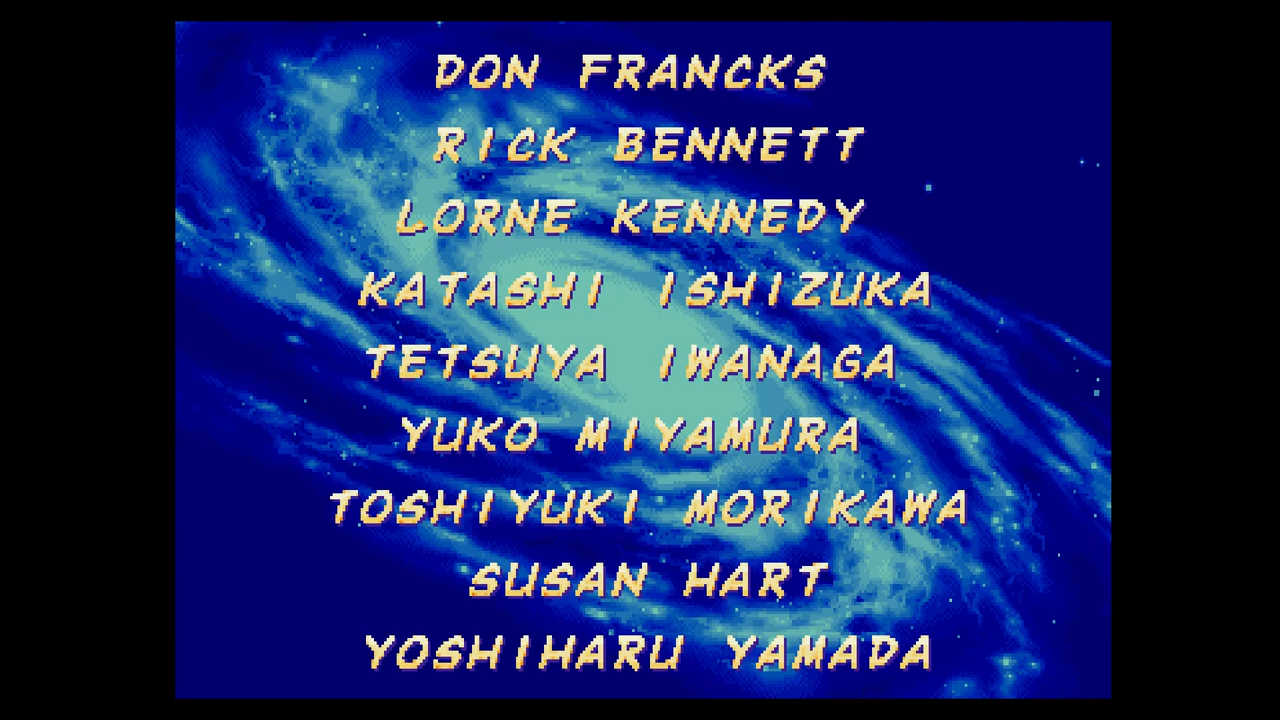 DON FRANCKS
RICK BENNETT
LORNE KENNEDY
KATASHI ISHIZUKA
TETSUYA IWANAGA
YUKO MIYAMURA
TOSHIYUKI MORIKAWA
SUSAN HART
YOSHIHARU YAMADA